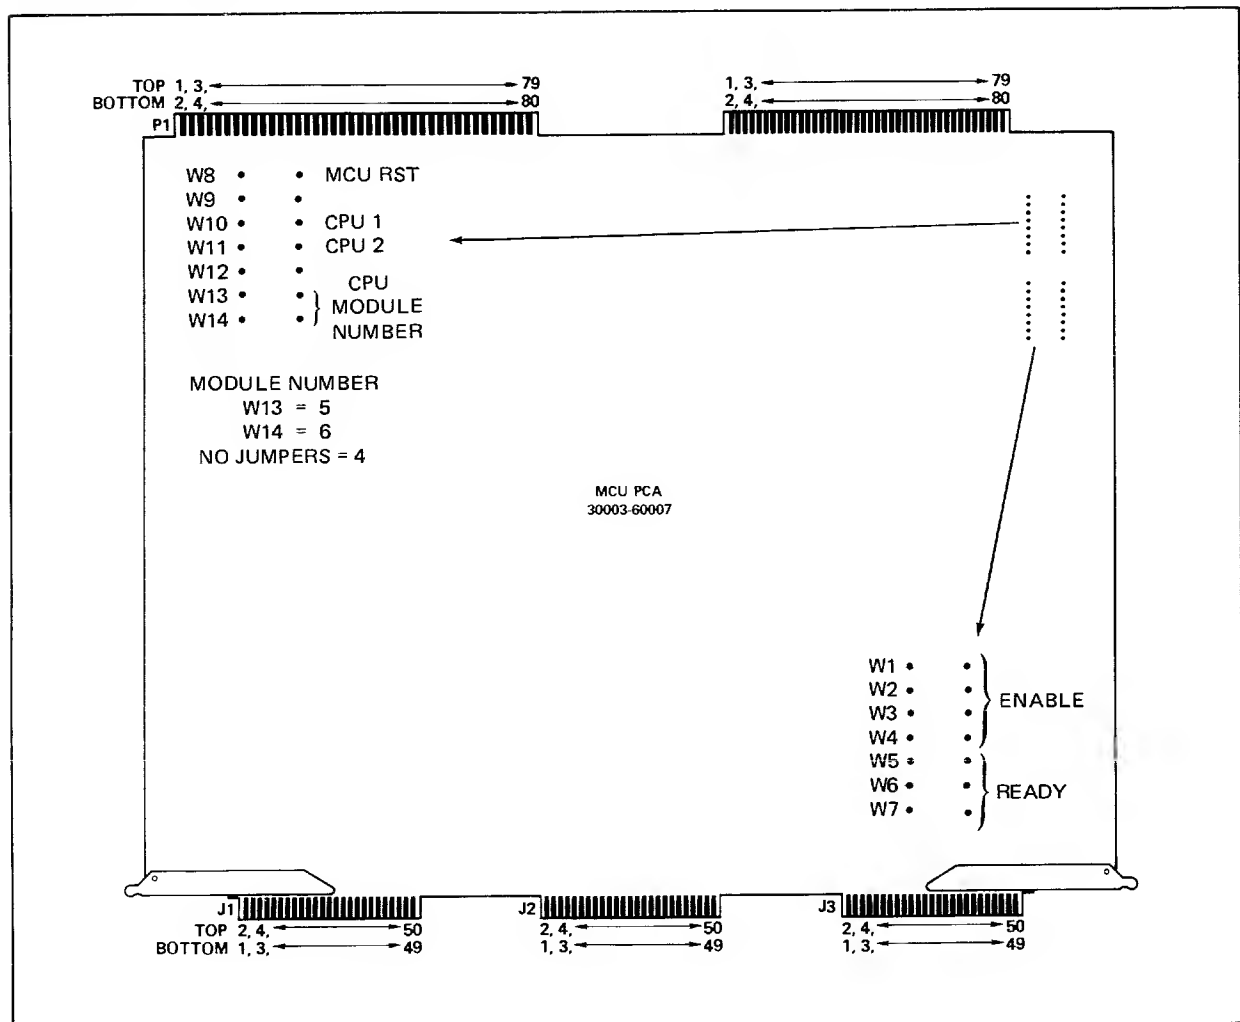 TOP 1, 3, 79
BOTTOM 2, 4, 80
1, 3, 79
2, 4, 80
P1
W8 MCU RST
W9
W10 CPU 1
W11 CPU 2
W12
W13
W14
CPU
MODULE
NUMBER
MODULE NUMBER
W13 = 5
W14 = 6
NO JUMPERS = 4
MCU PCA
30003-60007
W1
W2
W3
W4
ENABLE
W5
W6
W7
READY
J1
TOP 2, 4, 50
BOTTOM 1, 3, 49
J2
2, 4, 50
1, 3, 49
J3
2, 4, 50
1, 3, 49